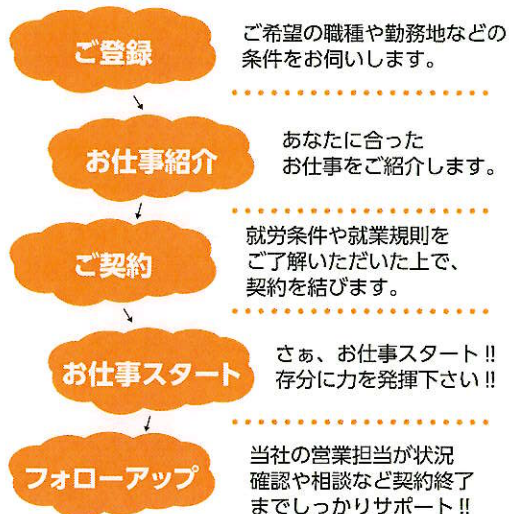 ご登録
ご希望の職種や勤務地などの
条件をお伺いします。
お仕事紹介
あなたに合った
お仕事をご紹介します。
ご契約
就労条件や就業規則を
ご了解いただいた上で、
契約を結びます。
お仕事スタート
さぁ、お仕事スタート!!
存分に力を発揮下さい!!
フォローアップ
当社の営業担当が状況
確認や相談など契約終了
までしっかりサポート!!